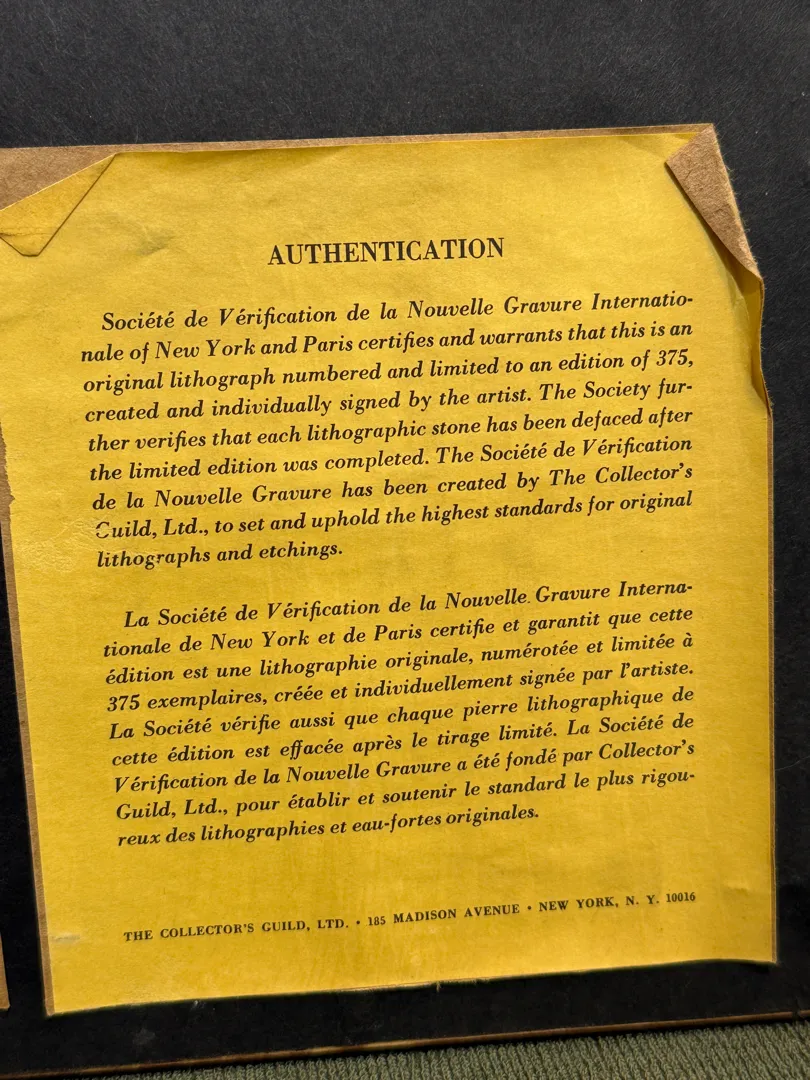 AUTHENTICATION
Société de Vérification de la Nouvelle Gravure Internatio-
nale of New York and Paris certifies and warrants that this is an
original lithograph numbered and limited to an edition of 375,
created and individually signed by the artist. The Society fur-
ther verifies that each lithographic stone has been defaced after
the limited edition was completed. The Société de Vérification
de la Nouvelle Gravure has been created by The Collector's
Guild, Ltd., to set and uphold the highest standards for original
lithographs and etchings.
La Société de Vérification de la Nouvelle Gravure Interna-
tionale de New York et de Paris certifie et garantit que cette
édition est une lithographie originale, numérotée et limitée à
375 exemplaires, créée et individuellement signée par l'artiste.
La Société vérifie aussi que chaque pierre lithographique de
cette édition est effacée après le tirage limité. La Société de
Vérification de la Nouvelle Gravure a été fondé par Collector's
Guild, Ltd., pour établir et soutenir le standard le plus rigou-
reux des lithographies et eau-fortes originales.
THE COLLECTOR'S GUILD, LTD. • 185 MADISON AVENUE • NEW YORK, N. Y. 10016